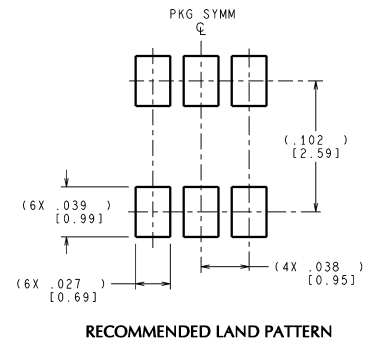 PKG SYMM
℄
(.102 )
[2.59]
(6X .039 )
[0.99]
(4X .038 )
[0.95]
(6X .027 )
[0.69]
RECOMMENDED LAND PATTERN